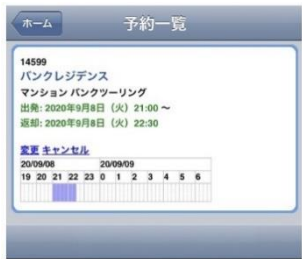 ホーム
予約一覧
14599
バンクレジデンス
マンション バンクツーリング
出発: 2020年9月8日（火）21:00 〜
返却: 2020年9月8日（火）22:30
変更 キャンセル
20/09/08 20/09/09
19 20 21 22 23 0 1 2 3 4 5 6